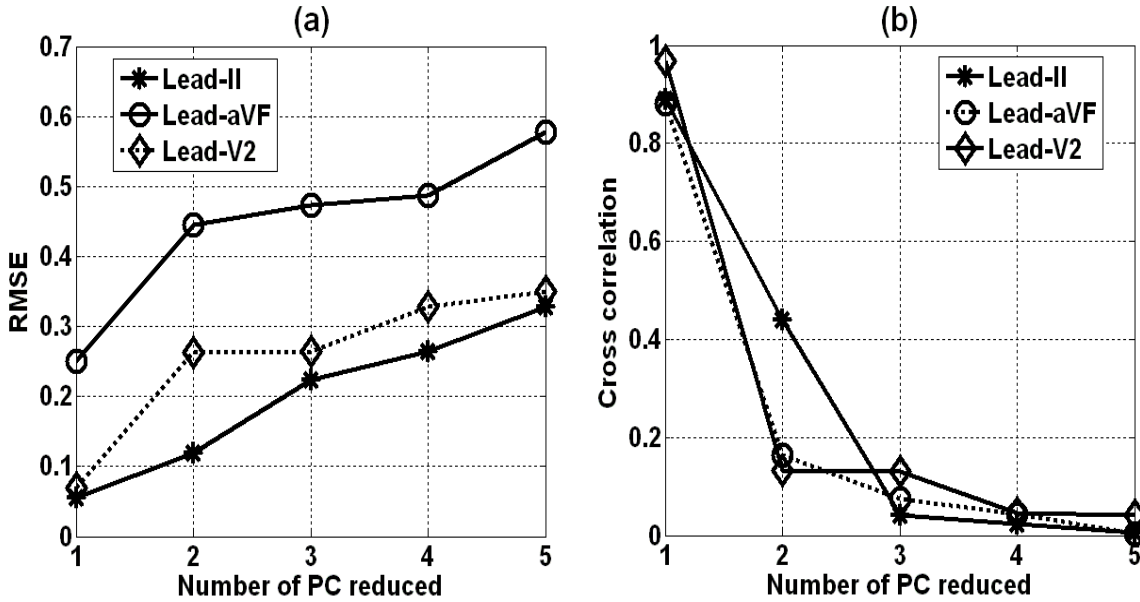 (a)
0.7
0.6
0.5
0.4
0.3
0.2
0.1
0
1 2 3 4 5
RMSE
Number of PC reduced
Lead-II
Lead-aVF
Lead-V2
(b)
1
0.8
0.6
0.4
0.2
0
1 2 3 4 5
Cross correlation
Number of PC reduced
Lead-II
Lead-aVF
Lead-V2